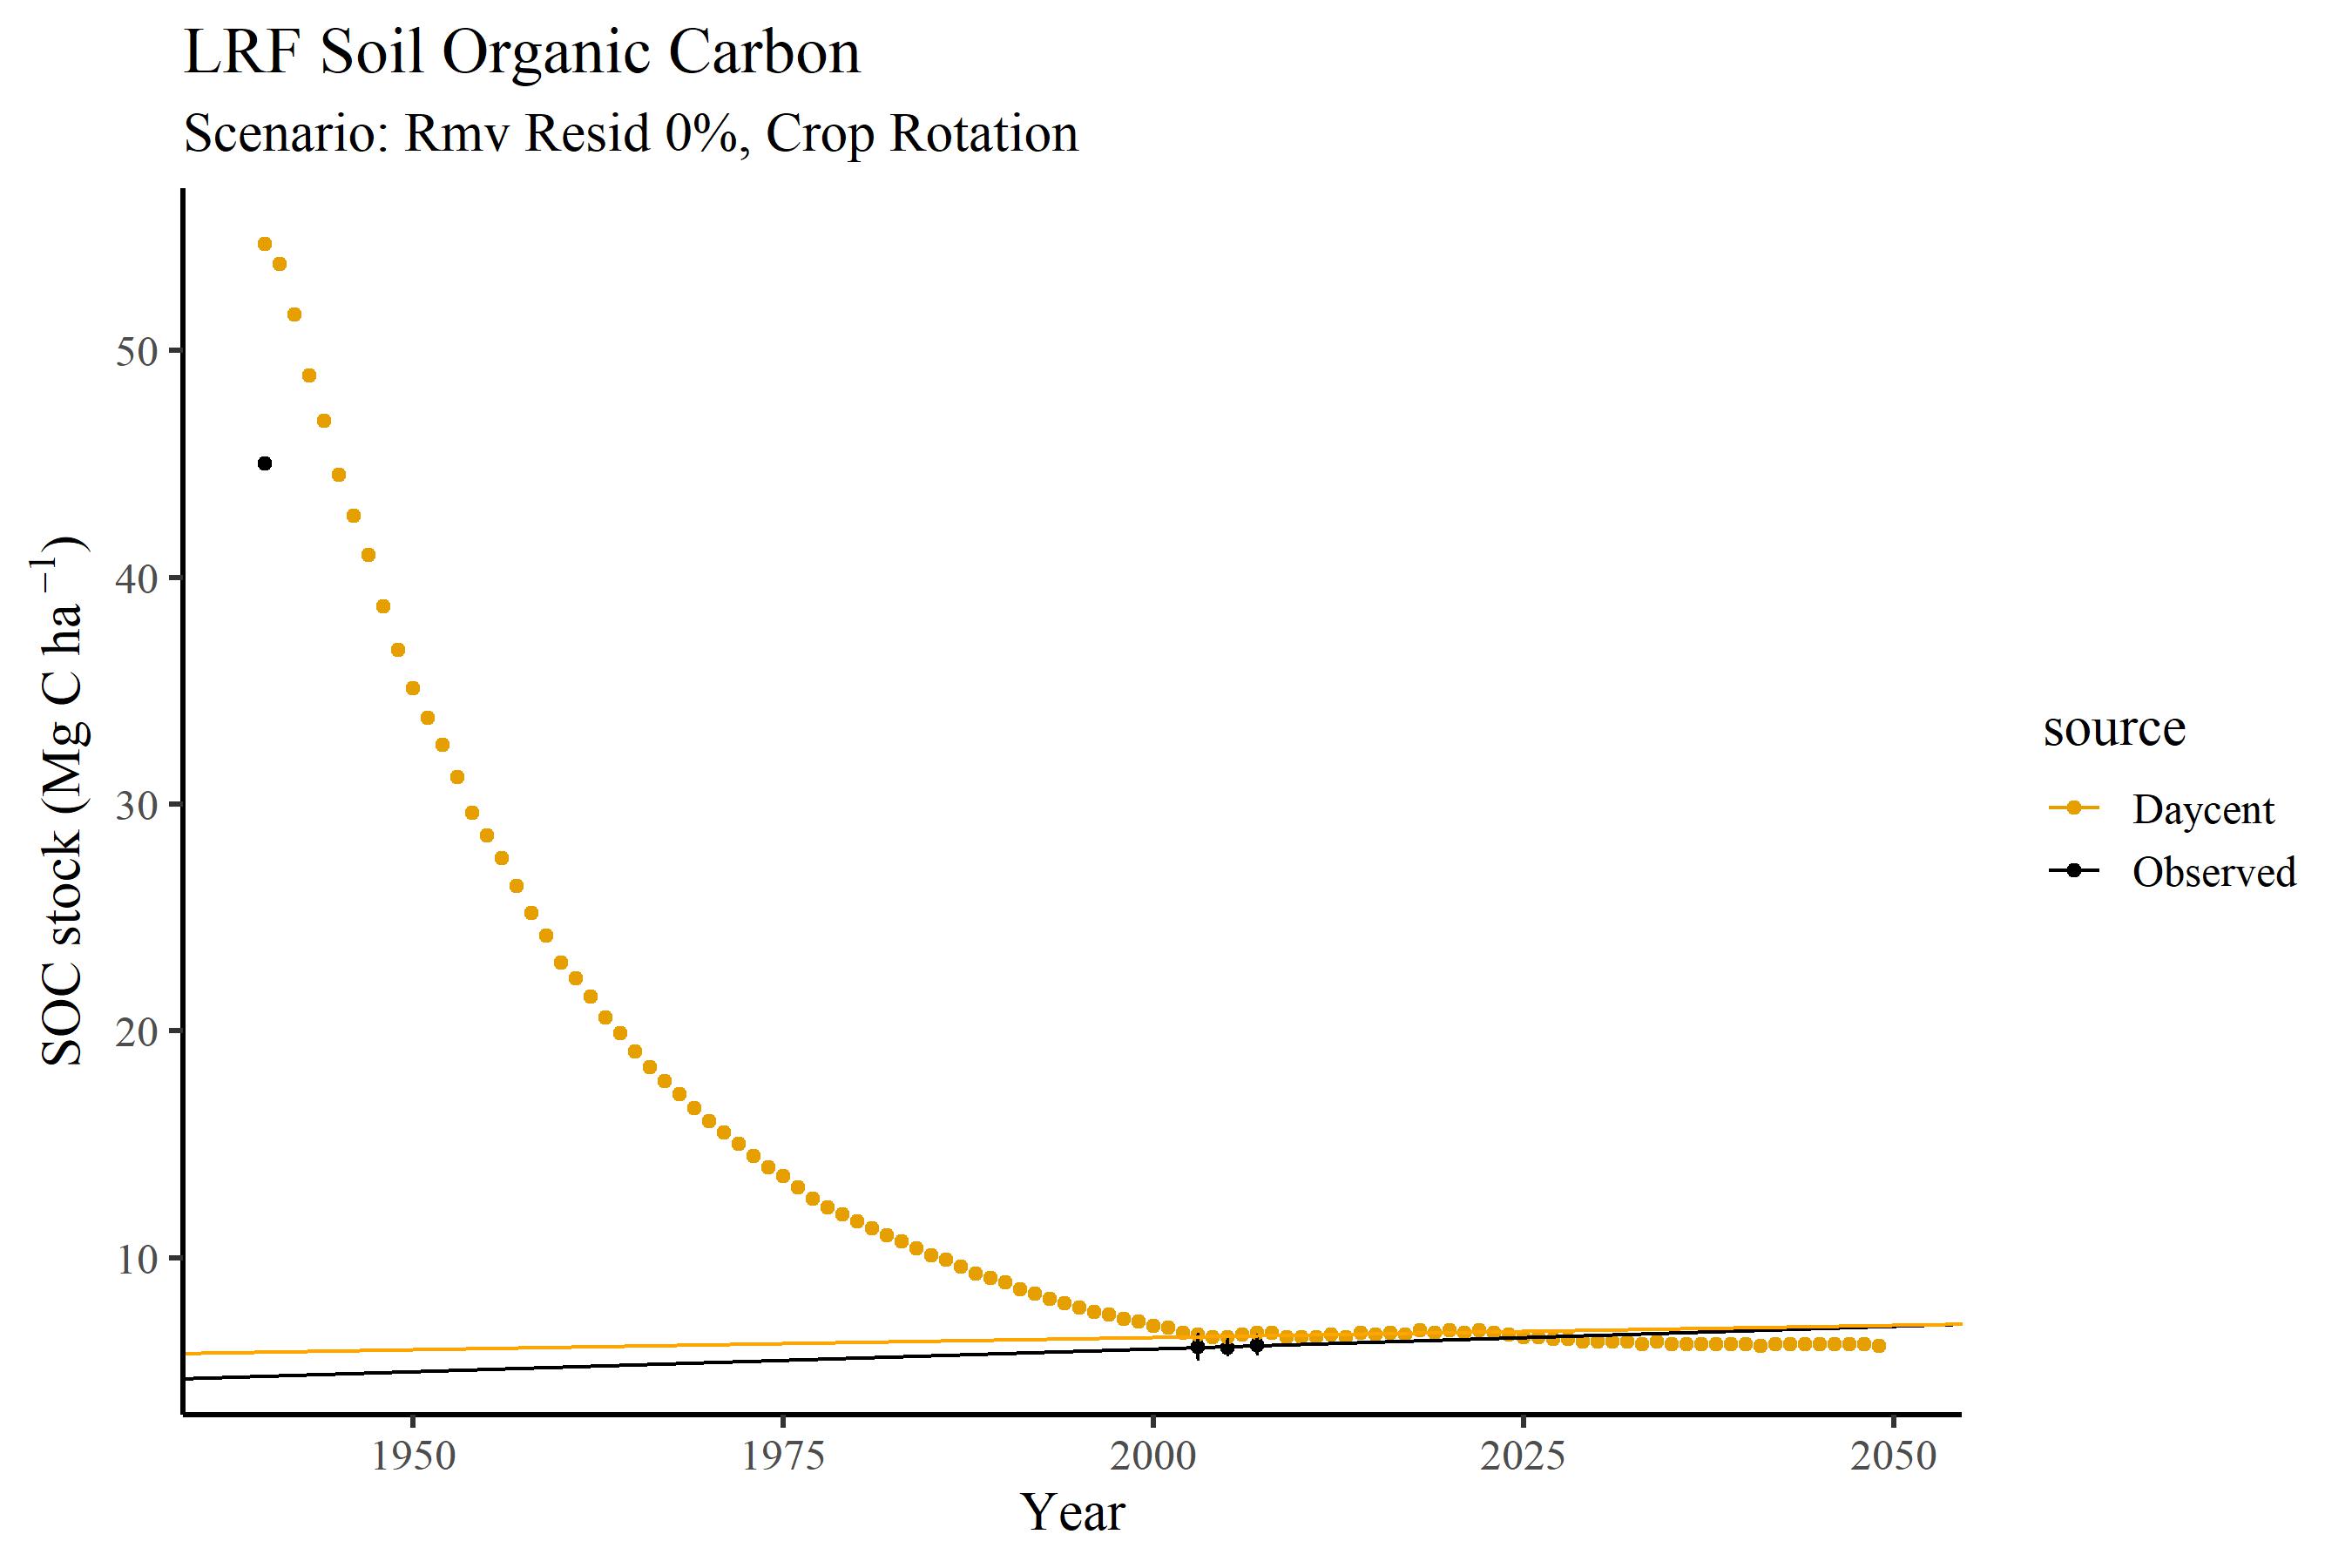 LRF Soil Organic Carbon
Scenario: Rmv Resid 0%, Crop Rotation
SOC stock (Mg C ha ⁻¹)
50
40
30
20
10
1950 1975 2000 2025 2050
Year
source
Daycent
Observed